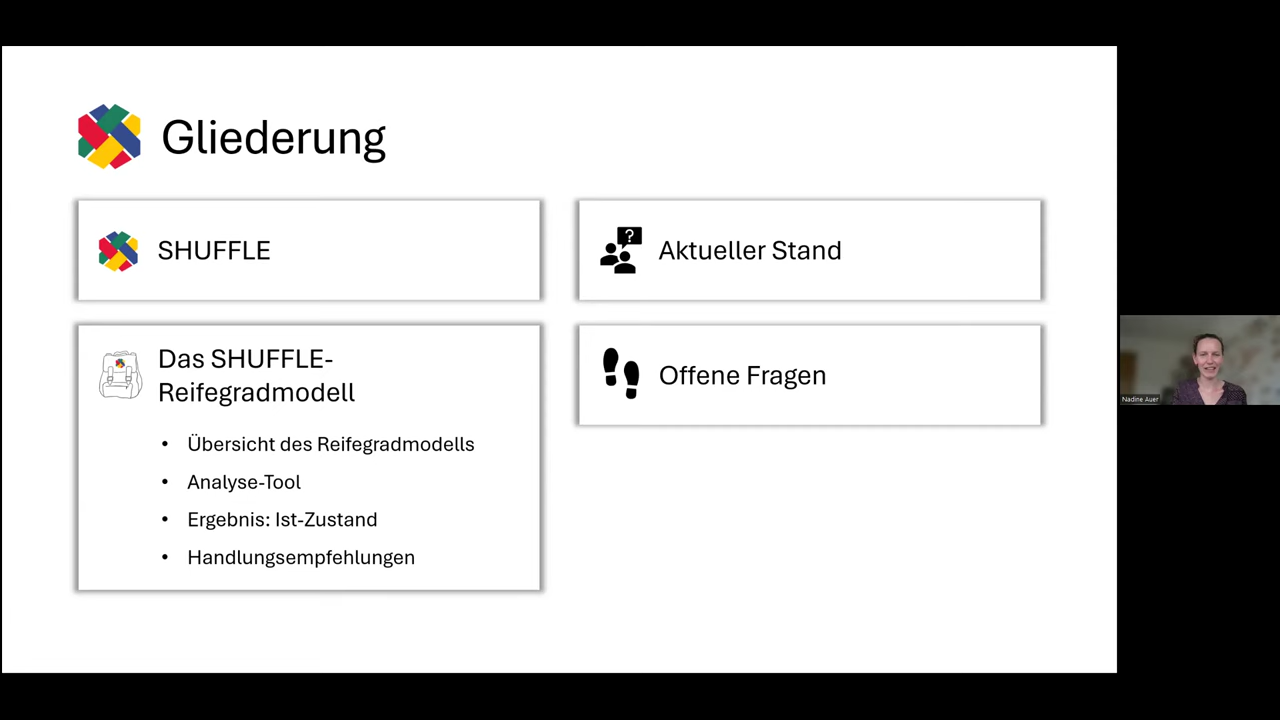 Gliederung
SHUFFLE
Das SHUFFLE-
Reifegradmodell
• Übersicht des Reifegradmodells
• Analyse-Tool
• Ergebnis: Ist-Zustand
• Handlungsempfehlungen
?
Aktueller Stand
Offene Fragen
Nadine Auer